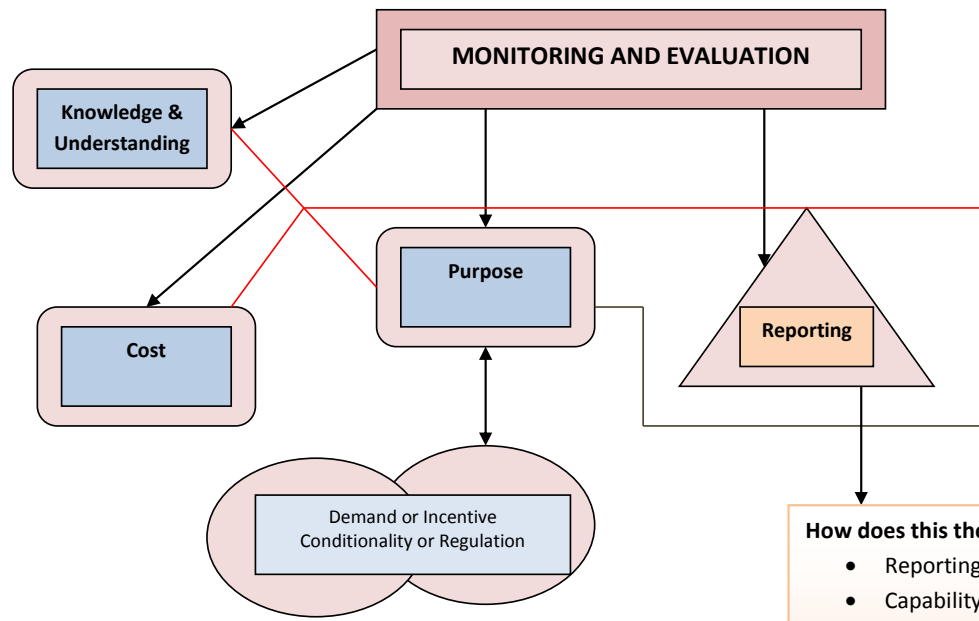 MONITORING AND EVALUATION
Knowledge &
Understanding
Purpose
Cost
Reporting
Demand or Incentive
Conditionality or Regulation
How does this the
• Reporting
• Capability